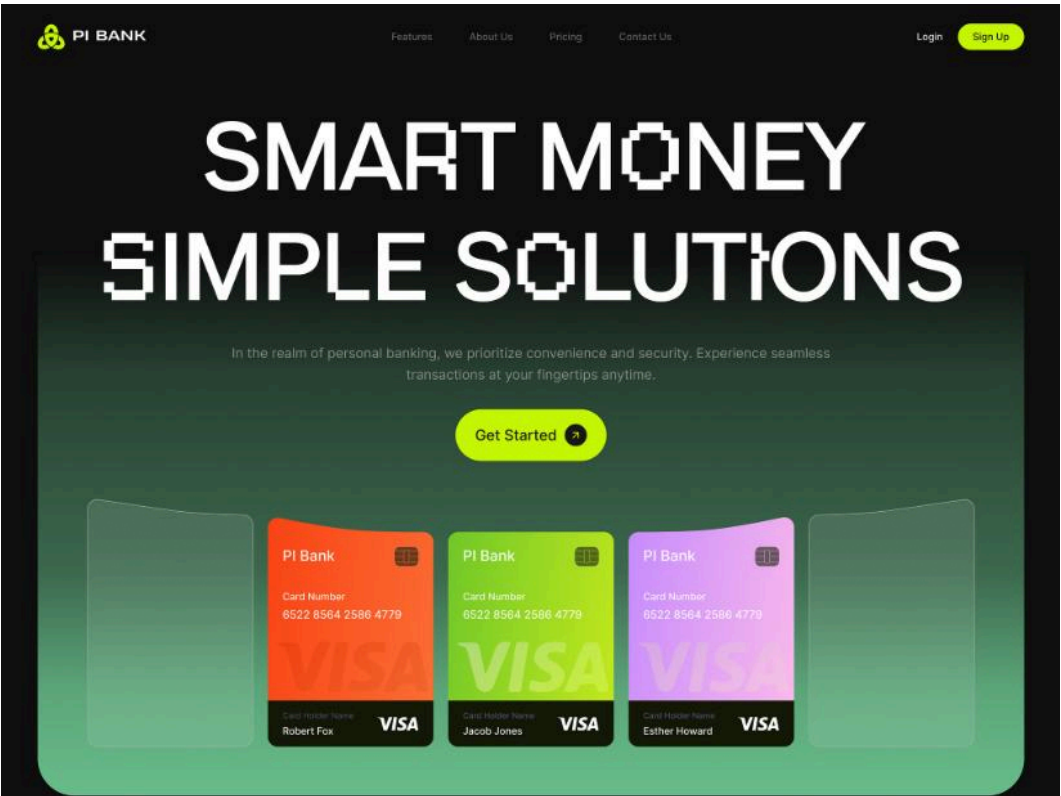 PI BANK
Features About Us Pricing Contact Us
Login Sign Up
SMART MONEY
SIMPLE SOLUTIONS
In the realm of personal banking, we prioritize convenience and security. Experience seamless
transactions at your fingertips anytime.
Get Started
PI Bank
Card Number
6522 8564 2586 4779
VISA
Card Holder Name
Robert Fox
VISA
PI Bank
Card Number
6522 8564 2586 4779
VISA
Card Holder Name
Jacob Jones
VISA
PI Bank
Card Number
6522 8564 2586 4779
VISA
Card Holder Name
Esther Howard
VISA